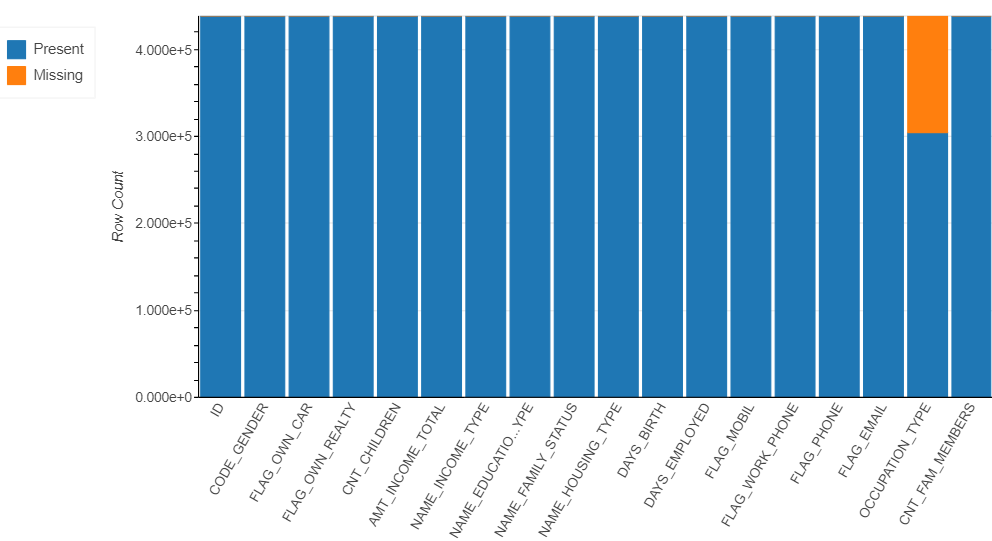 Present
Missing
Row Count
4.000e+5
3.000e+5
2.000e+5
1.000e+5
0.000e+0
ID
CODE_GENDER
FLAG_OWN_CAR
FLAG_OWN_REALTY
CNT_CHILDREN
AMT_INCOME_TOTAL
NAME_INCOME_TYPE
NAME_EDUCATIO...YPE
NAME_FAMILY_STATUS
NAME_HOUSING_TYPE
DAYS_BIRTH
DAYS_EMPLOYED
FLAG_MOBIL
FLAG_WORK_PHONE
FLAG_PHONE
FLAG_EMAIL
OCCUPATION_TYPE
CNT_FAM_MEMBERS